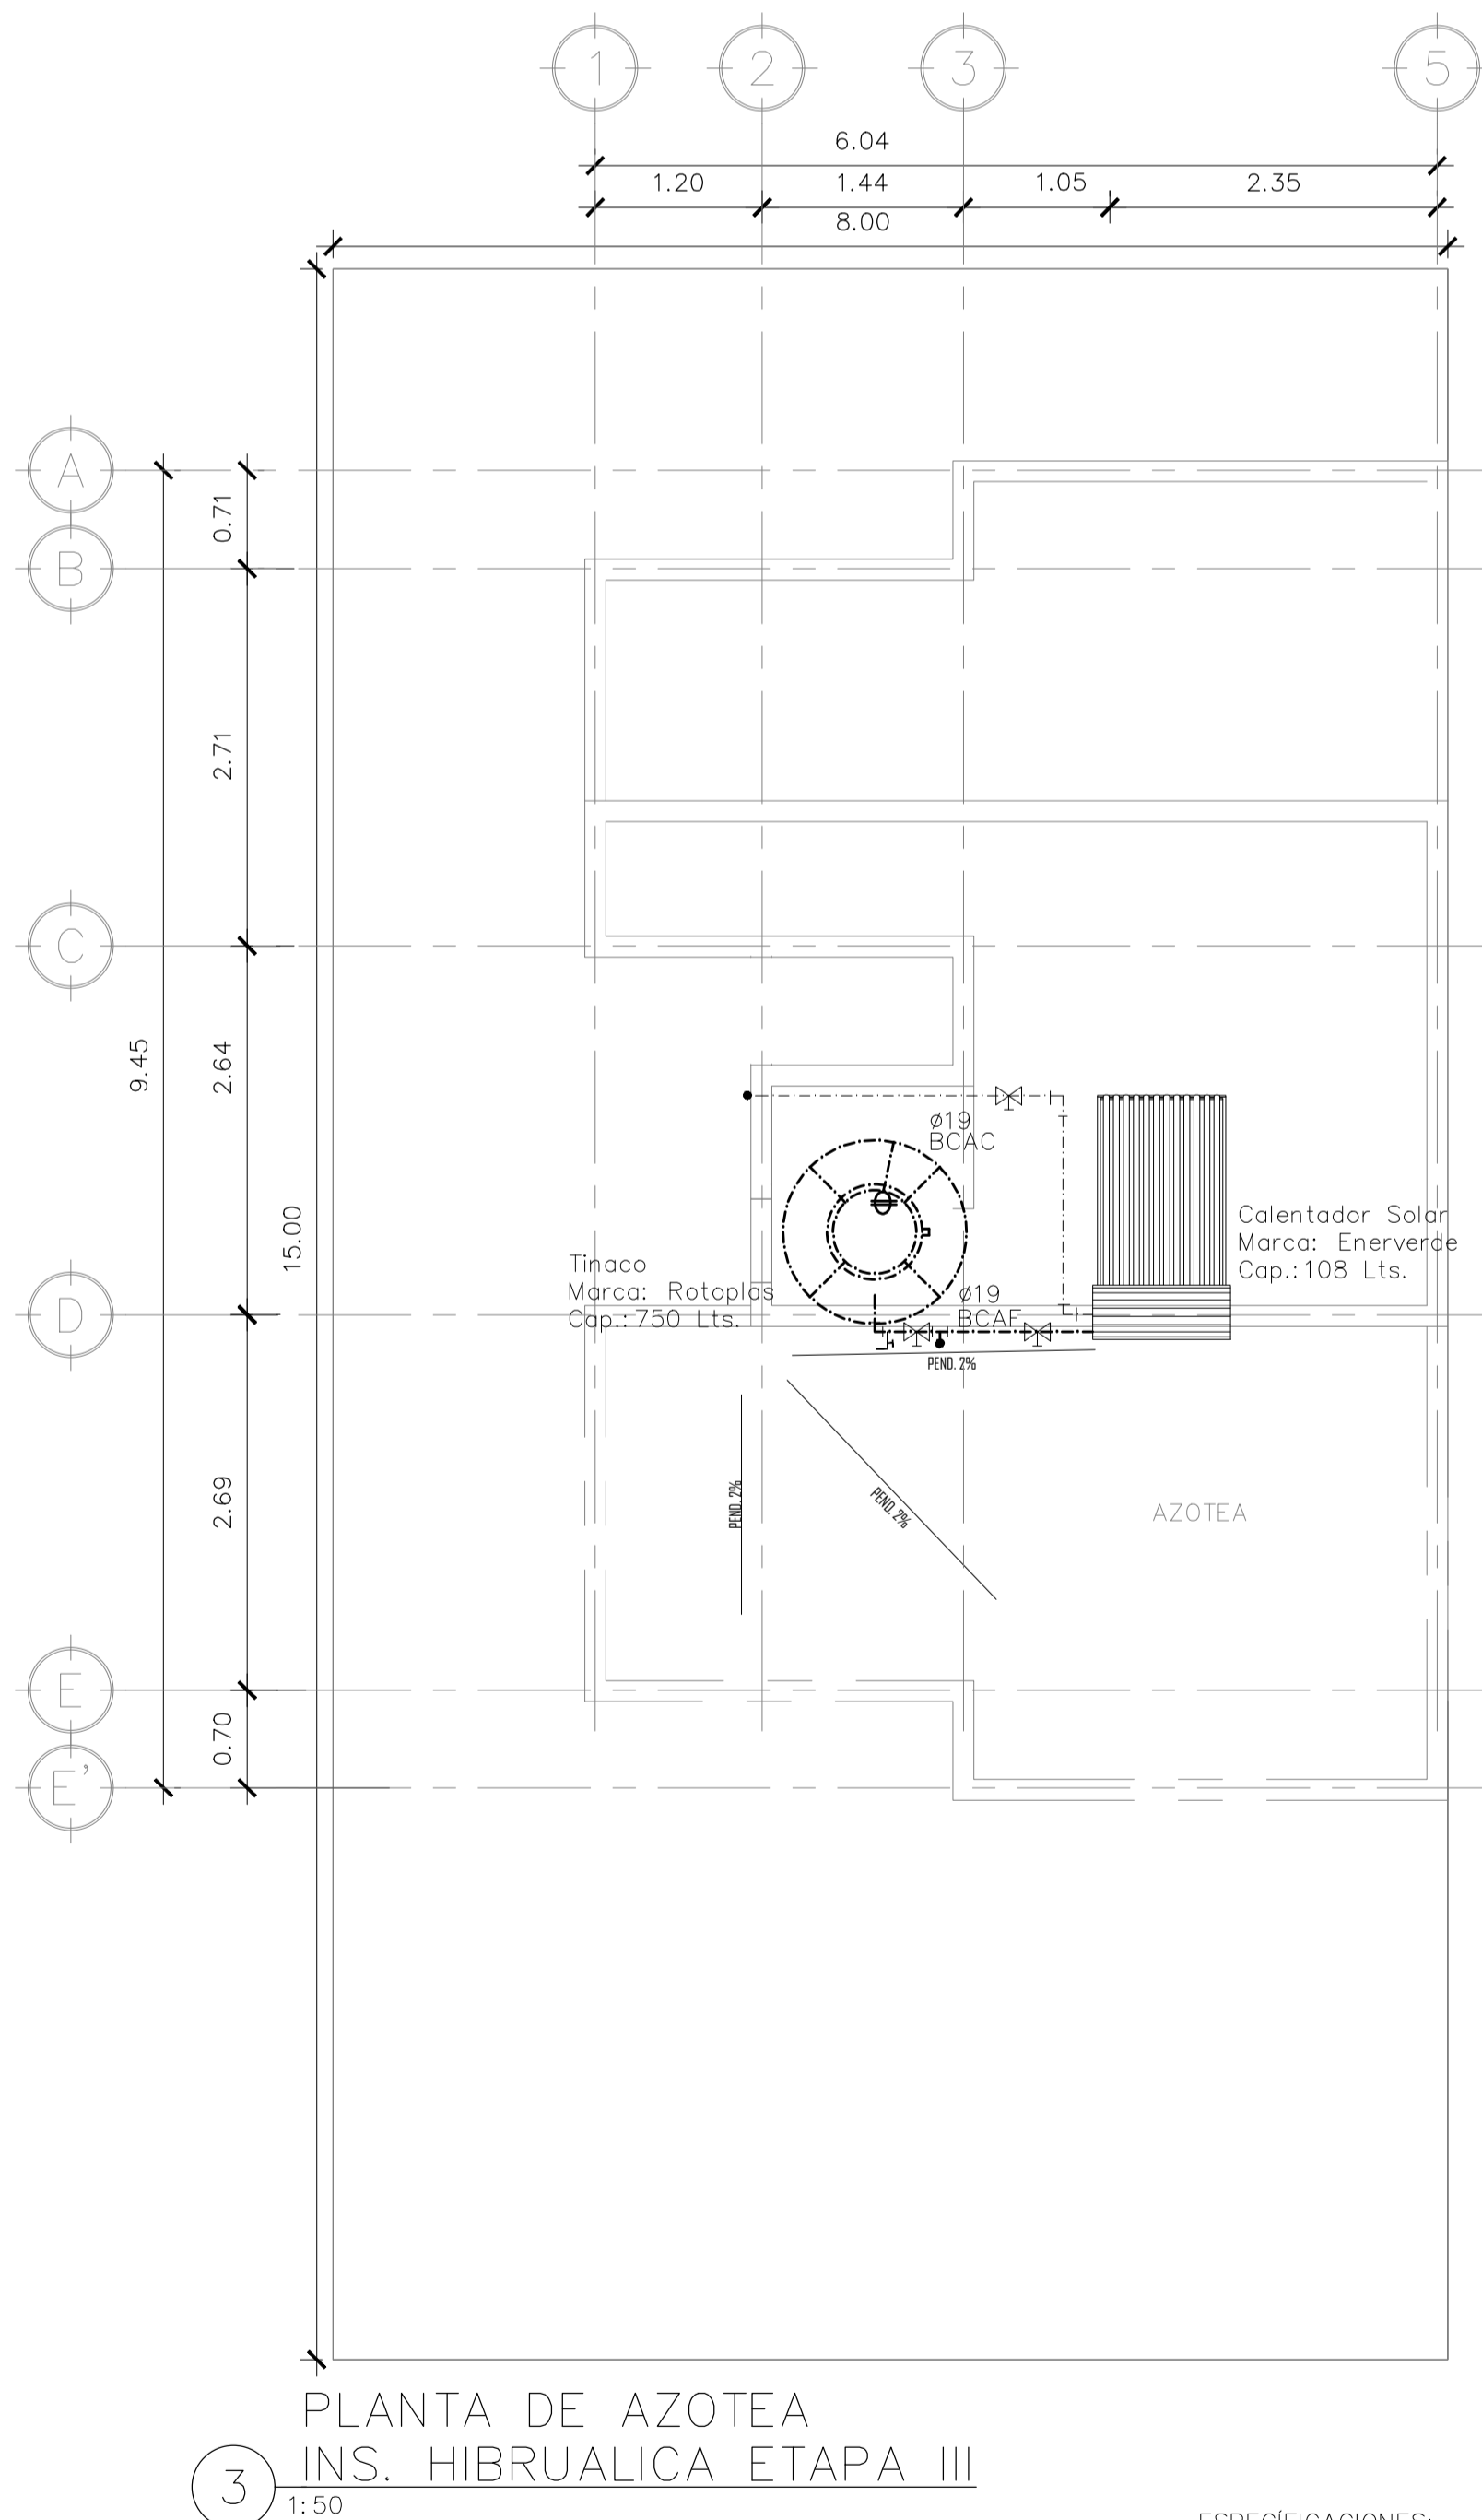 1
2
3
5
6.04
1.20
1.44
1.05
2.35
8.00
A
0.71
B
2.71
C
2.64
9.45
15.00
ø19
BCAC
Calentador Solar
Marca: Enerverde
Cap.:108 Lts.
Tinaco
Marca: Rotoplas
Cap.:750 Lts.
ø19
BCAF
D
PEND. 2%
PEND. 2%
PEND. 2%
AZOTEA
2.69
E
0.70
E'
PLANTA DE AZOTEA
INS. HIBRUALICA ETAPA III
3
1:50
ESPECÍFICACIONES: